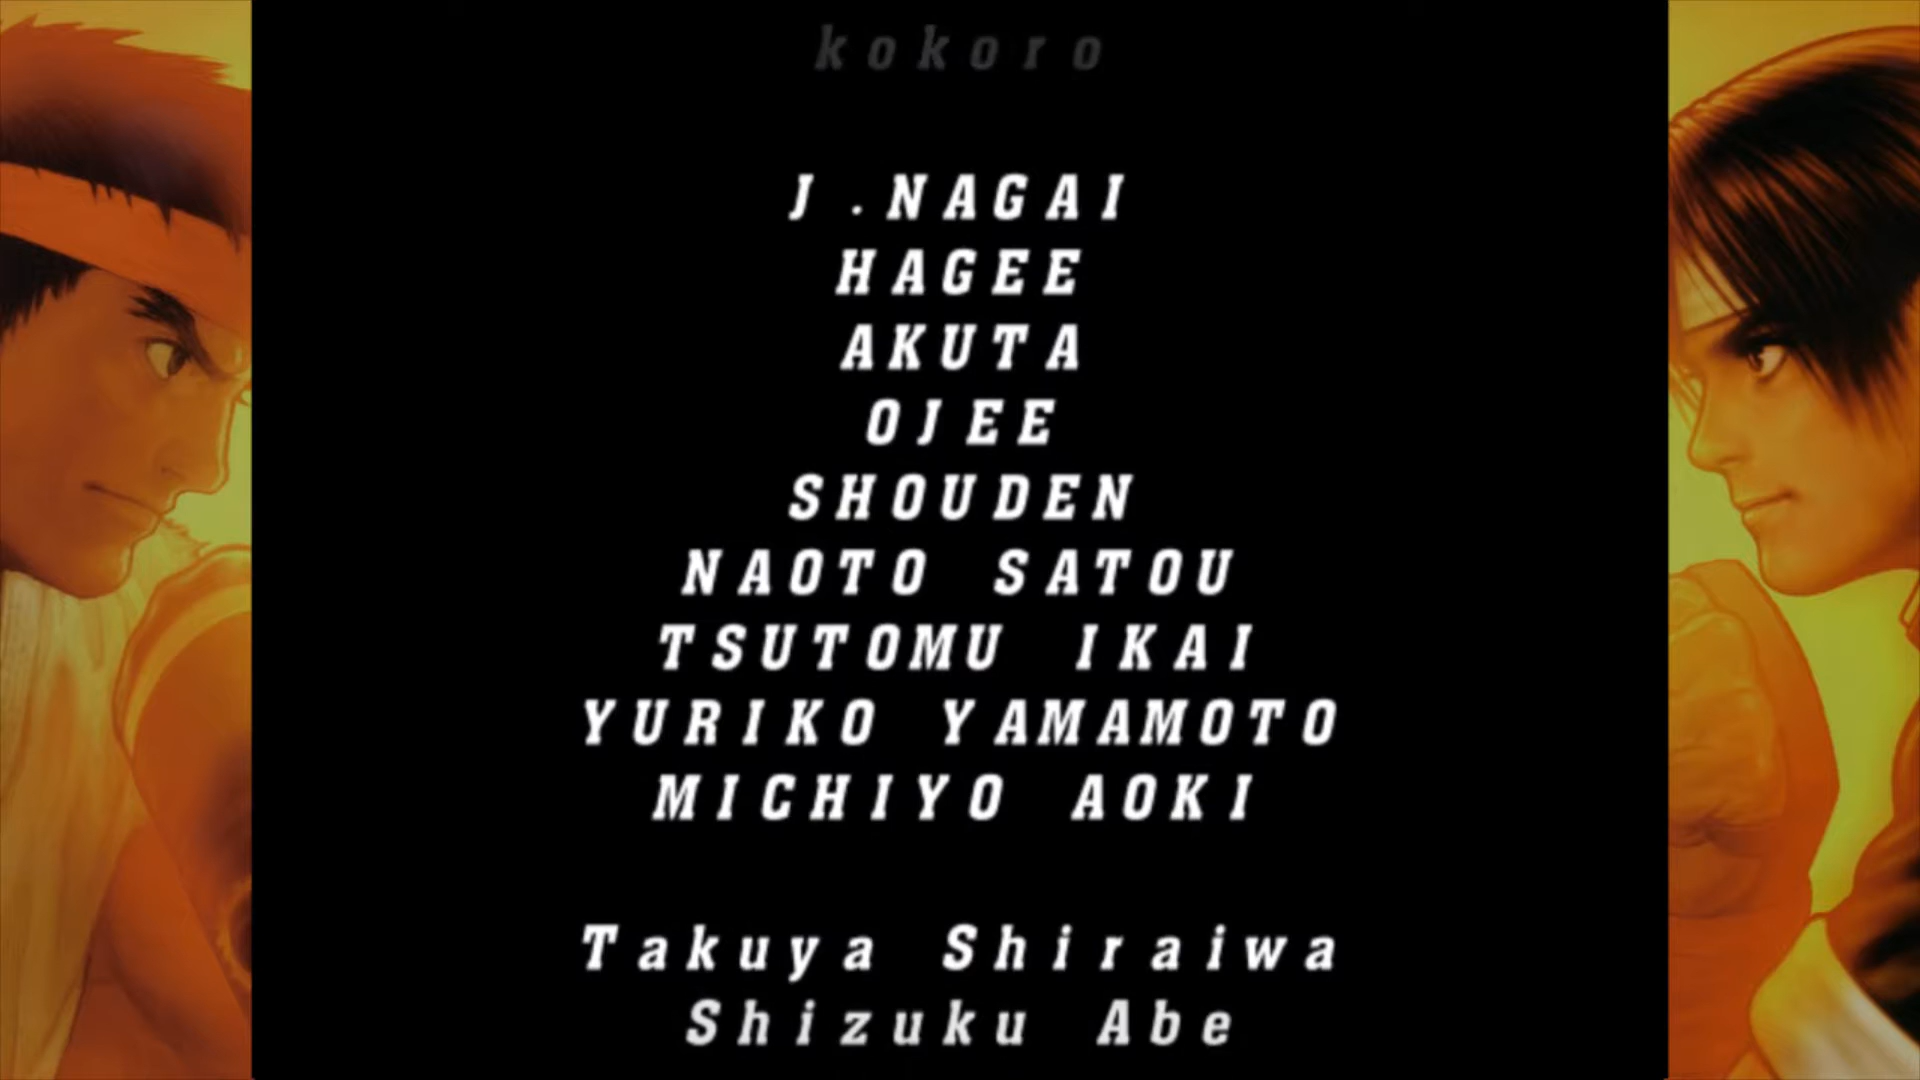 kokoro
J.NAGAI
HAGEE
AKUTA
OJEE
SHOUDEN
NAOTO SATOU
TSUTOMU IKAI
YURIKO YAMAMOTO
MICHIYO AOKI
Takuya Shiraiwa
Shizuku Abe